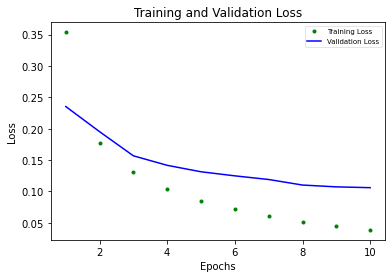 Training and Validation Loss
Training Loss
Validation Loss
Loss
0.35
0.30
0.25
0.20
0.15
0.10
0.05
2 4 6 8 10
Epochs